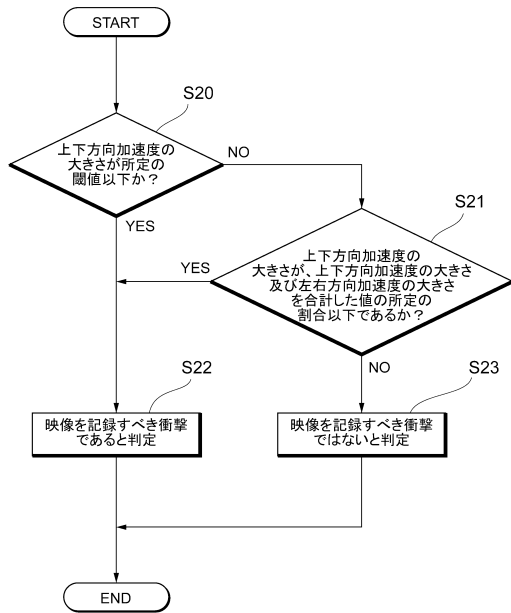 START
S20
上下方向加速度の
大きさが所定の
閾値以下か？
NO
YES
S21
上下方向加速度の
大きさが、上下方向加速度の大きさ
及び左右方向加速度の大きさ
を合計した値の所定の
割合以下であるか？
YES
NO
S22
映像を記録すべき衝撃
であると判定
S23
映像を記録すべき衝撃
ではないと判定
END